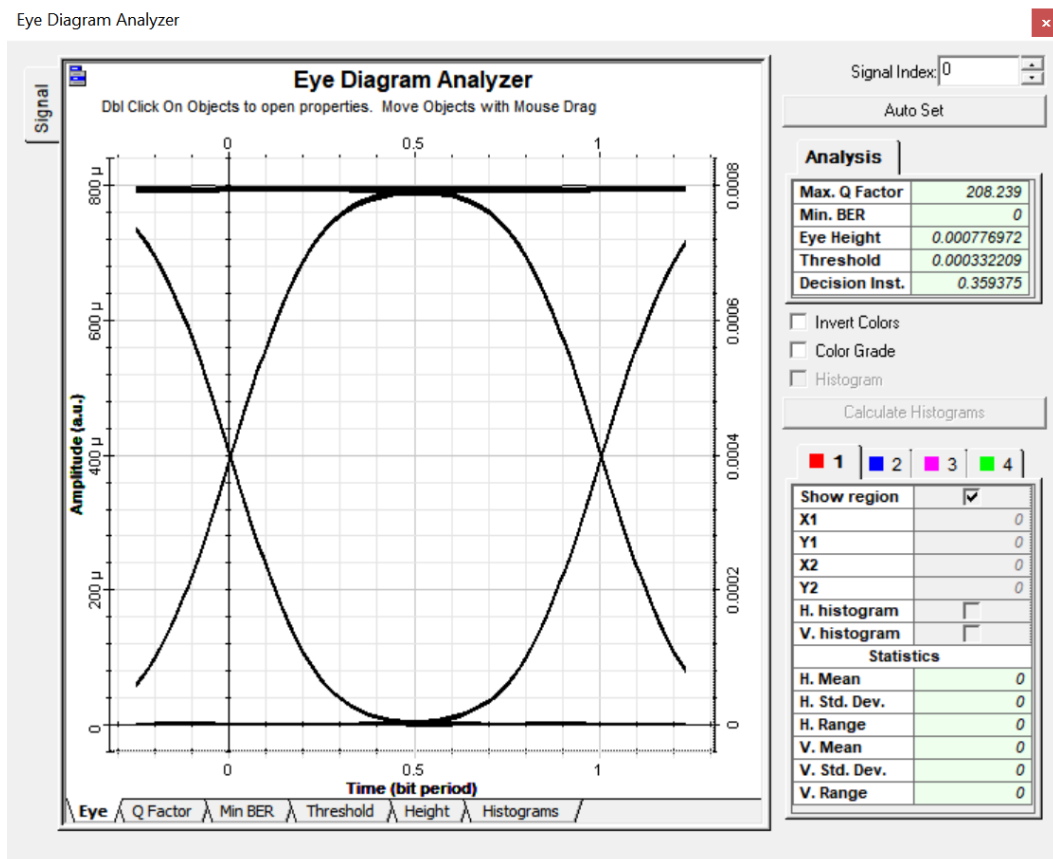 Eye Diagram Analyzer
×
Signal
Eye Diagram Analyzer
Dbl Click On Objects to open properties. Move Objects with Mouse Drag
0 0.5 1
800 µ
600 µ
400 µ
200 µ
0
Amplitude (a.u.)
0.0008
0.0006
0.0004
0.0002
0
0 0.5 1
Time (bit period)
Eye Q Factor Min BER Threshold Height Histograms
Signal Index: 0
Auto Set
Analysis
Max. Q Factor 208.239
Min. BER 0
Eye Height 0.000776972
Threshold 0.000332209
Decision Inst. 0.359375
Invert Colors
Color Grade
Histogram
Calculate Histograms
1 2 3 4
Show region
X1 0
Y1 0
X2 0
Y2 0
H. histogram
V. histogram
Statistics
H. Mean 0
H. Std. Dev. 0
H. Range 0
V. Mean 0
V. Std. Dev. 0
V. Range 0